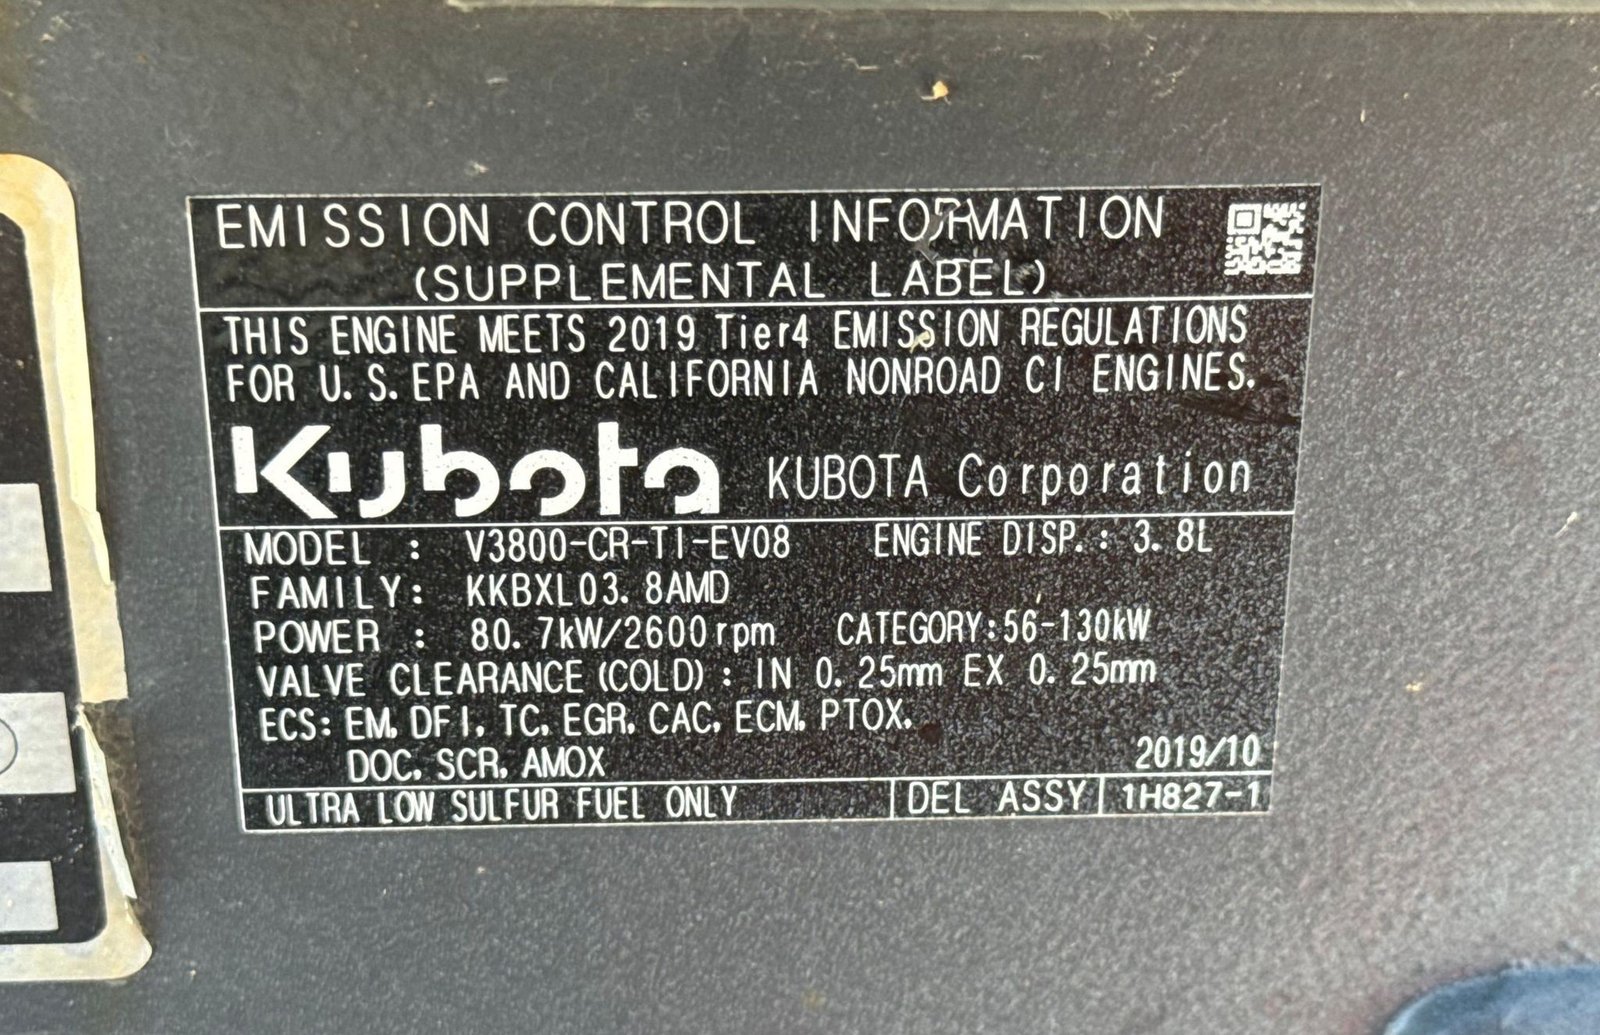 EMISSION CONTROL INFORMATION
(SUPPLEMENTAL LABEL)
THIS ENGINE MEETS 2019 Tier4 EMISSION REGULATIONS
FOR U.S.EPA AND CALIFORNIA NONROAD CI ENGINES.
Kubota KUBOTA Corporation
MODEL : V3800-CR-TI-EV08 ENGINE DISP.: 3.8L
FAMILY: KKBXL03.8AMD
POWER : 80.7kW/2600rpm CATEGORY:56-130kW
VALVE CLEARANCE(COLD): IN 0.25mm EX 0.25mm
ECS: EM, DFI, TC, EGR, CAC, ECM, PTOX,
DOC, SCR, AMOX 2019/10
ULTRA LOW SULFUR FUEL ONLY DEL ASSY 1H827-1